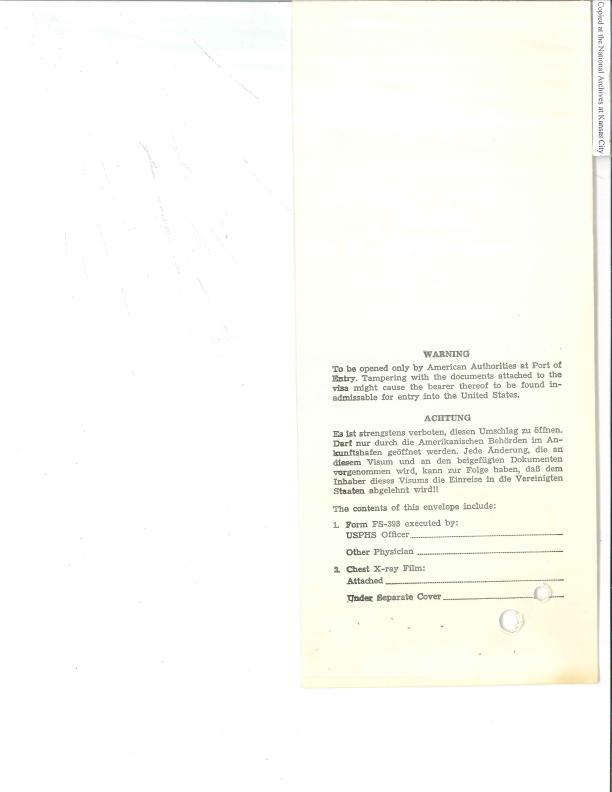 Copied at the National Archives at Kansas City
WARNING
To be opened only by American Authorities at Port of
Entry. Tampering with the documents attached to the
visa might cause the bearer thereof to be found in-
admissable for entry into the United States.
ACHTUNG
Es ist strengstens verboten, diesen Umschlag zu öffnen.
Darf nur durch die Amerikanischen Behörden im An-
kunftshafen geöffnet werden. Jede Änderung, die an
diesem Visum und an den beigefügten Dokumenten
vorgenommen wird, kann zur Folge haben, daß dem
Inhaber dieses Visums die Einreise in die Vereinigten
Staaten abgelehnt wird!!
The contents of this envelope include:
1. Form FS-398 executed by:
USPHS Officer
Other Physician
2. Chest X-ray Film:
Attached
Under Separate Cover